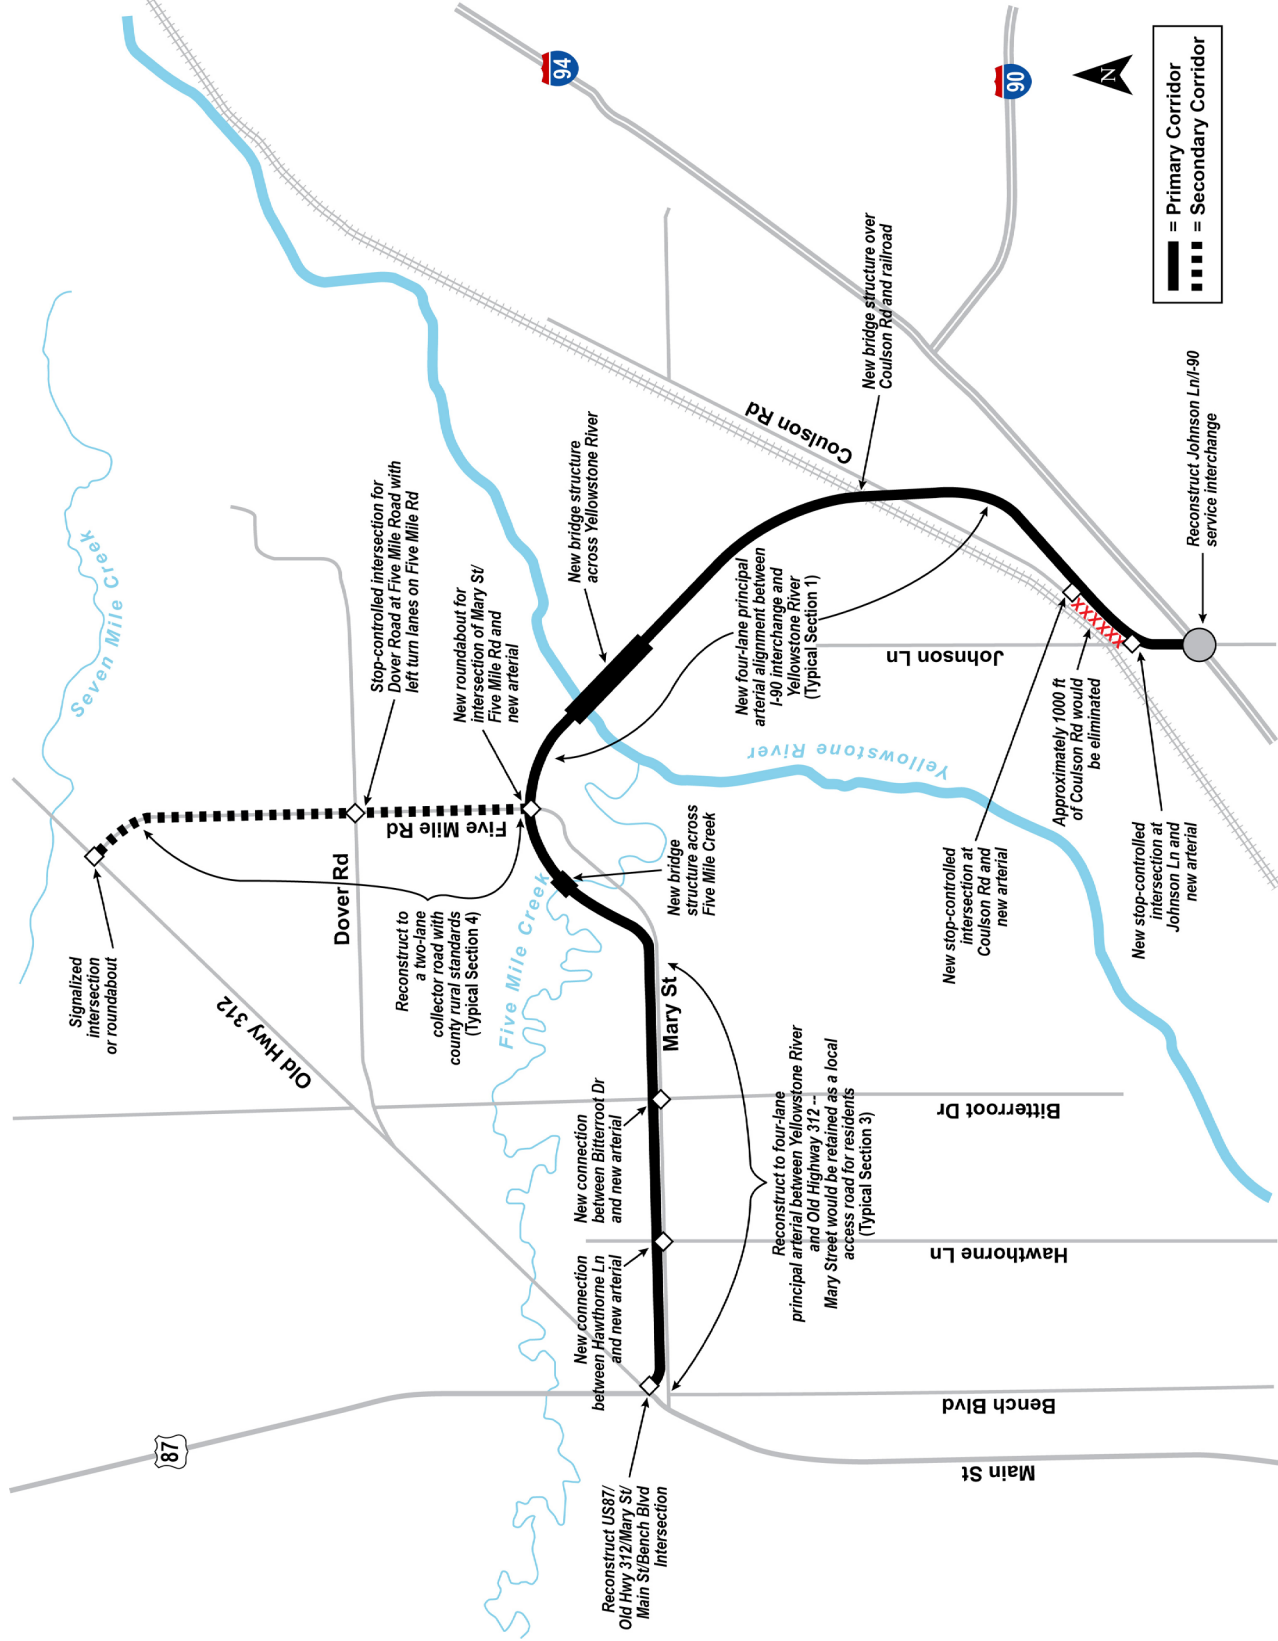 Seven Mile Creek
94
90
N
= Primary Corridor
= Secondary Corridor
New bridge structure over
Coulson Rd and railroad
Coulson Rd
Reconstruct Johnson Ln/I-90
service interchange
New bridge structure
across Yellowstone River
Stop-controlled intersection for
Dover Road at Five Mile Road with
left turn lanes on Five Mile Rd
New roundabout for
intersection of Mary St/
Five Mile Rd and
new arterial
New four-lane principal
arterial alignment between
I-90 interchange and
Yellowstone River
(Typical Section 1)
Johnson Ln
Approximately 1000 ft
of Coulson Rd would
be eliminated
XXXXXX
Yellowstone River
New stop-controlled
intersection at
Coulson Rd and
new arterial
New stop-controlled
intersection at
Johnson Ln and
new arterial
Five Mile Rd
Dover Rd
New bridge
structure across
Five Mile Creek
Five Mile Creek
Reconstruct to
a two-lane
collector road with
county rural standards
(Typical Section 4)
Signalized
intersection
or roundabout
Old Hwy 312
Mary St
Bitterroot Dr
New connection
between Bitterroot Dr
and new arterial
Reconstruct to four-lane
principal arterial between Yellowstone River
and Old Highway 312 --
Mary Street would be retained as a local
access road for residents
(Typical Section 3)
Hawthorne Ln
New connection
between Hawthorne Ln
and new arterial
Bench Blvd
87
Main St
Reconstruct US87/
Old Hwy 312/Mary St/
Main St/Bench Blvd
Intersection